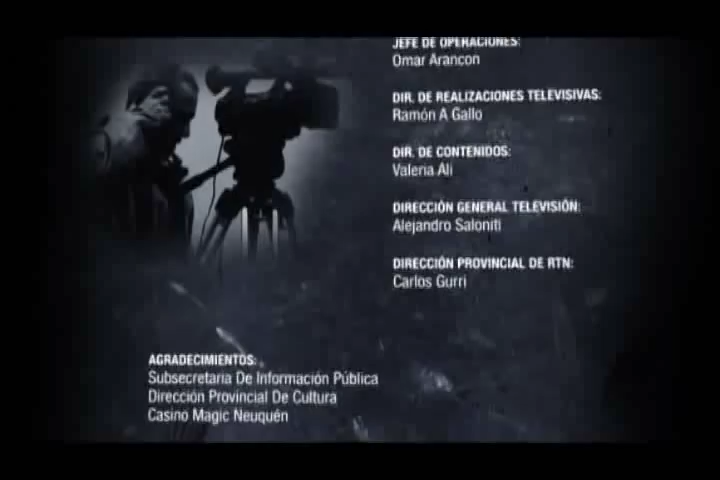 JEFE DE OPERACIONES:
Omar Arancon
DIR. DE REALIZACIONES TELEVISIVAS:
Ramón A Gallo
DIR. DE CONTENIDOS:
Valeria Ali
DIRECCIÓN GENERAL TELEVISIÓN:
Alejandro Saloniti
DIRECCIÓN PROVINCIAL DE RTN:
Carlos Gurri
AGRADECIMIENTOS:
Subsecretaria De Información Pública
Dirección Provincial De Cultura
Casino Magic Neuquén